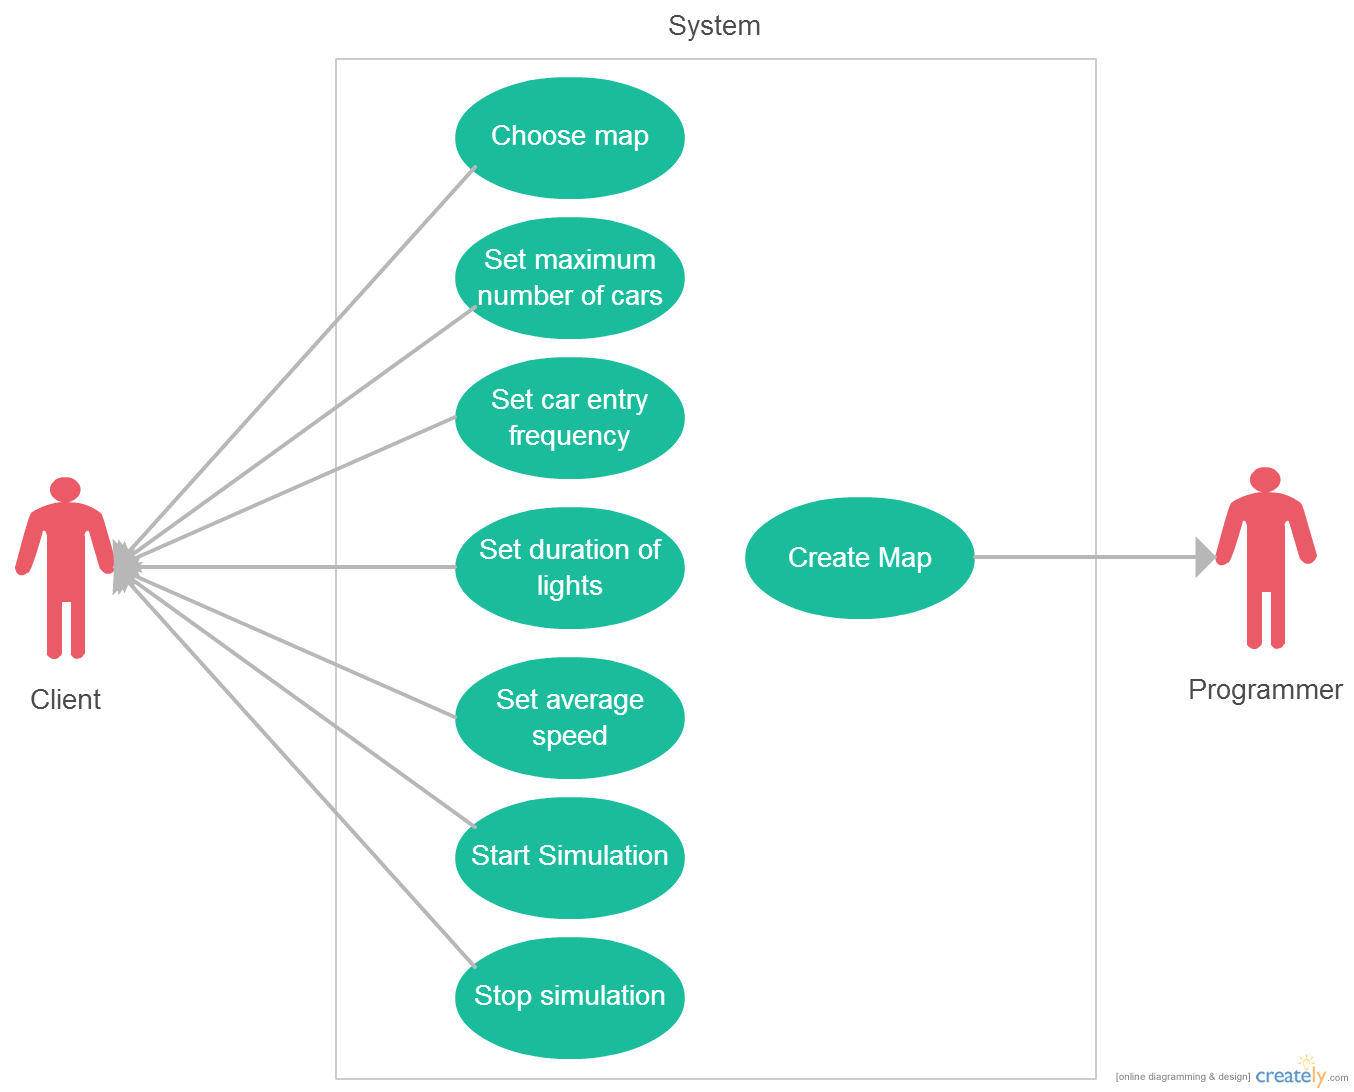 System
Choose map
Set maximum
number of cars
Set car entry
frequency
Set duration of
lights
Create Map
Set average
speed
Client
Programmer
Start Simulation
Stop simulation
[online diagramming & design] creately.com